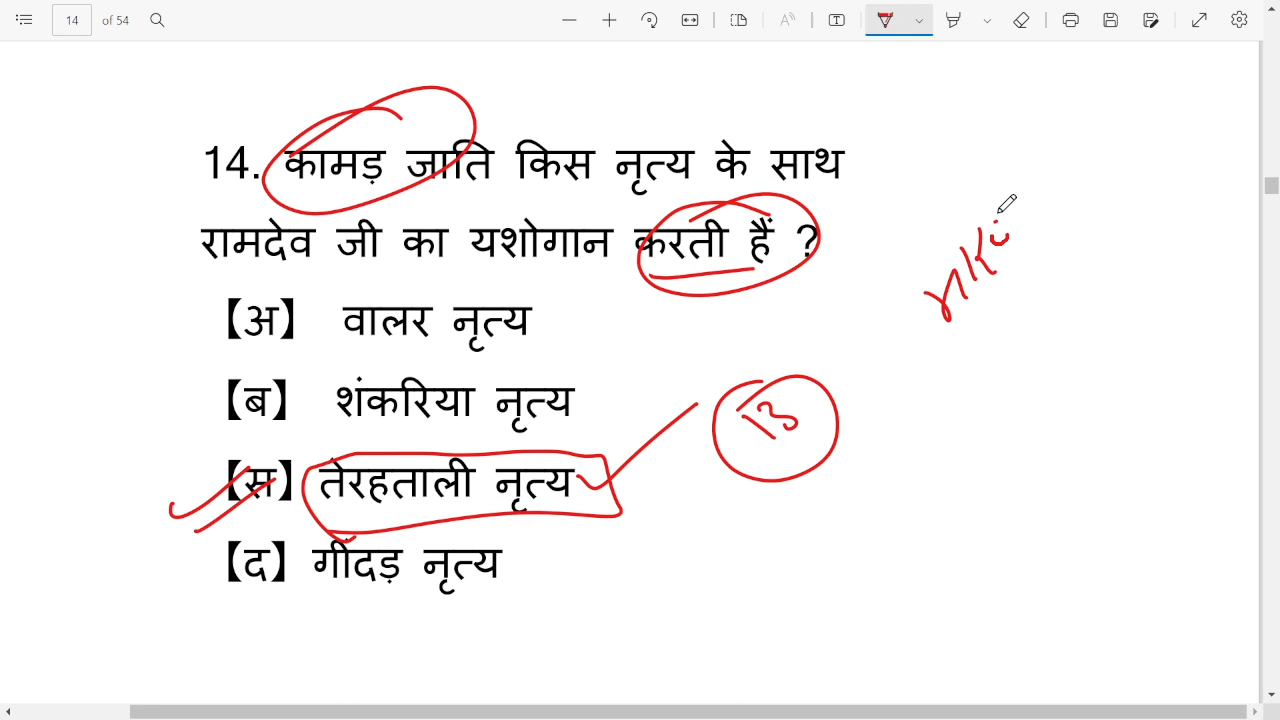 14 of 54
14. कामड़ जाति किस नृत्य के साथ
रामदेव जी का यशोगान करती हैं ?
【अ】 वालर नृत्य
【ब】 शंकरिया नृत्य
13
【स】 तेरहताली नृत्य
【द】 गींदड़ नृत्य